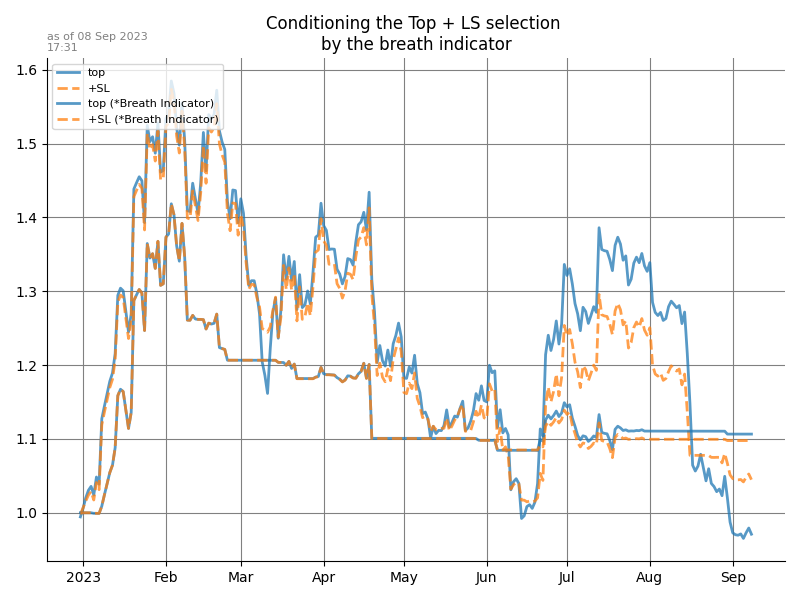 Conditioning the Top + LS selection
by the breath indicator
as of 08 Sep 2023
17:31
top
+SL
top (*Breath Indicator)
+SL (*Breath Indicator)
1.6
1.5
1.4
1.3
1.2
1.1
1.0
2023 Feb Mar Apr May Jun Jul Aug Sep